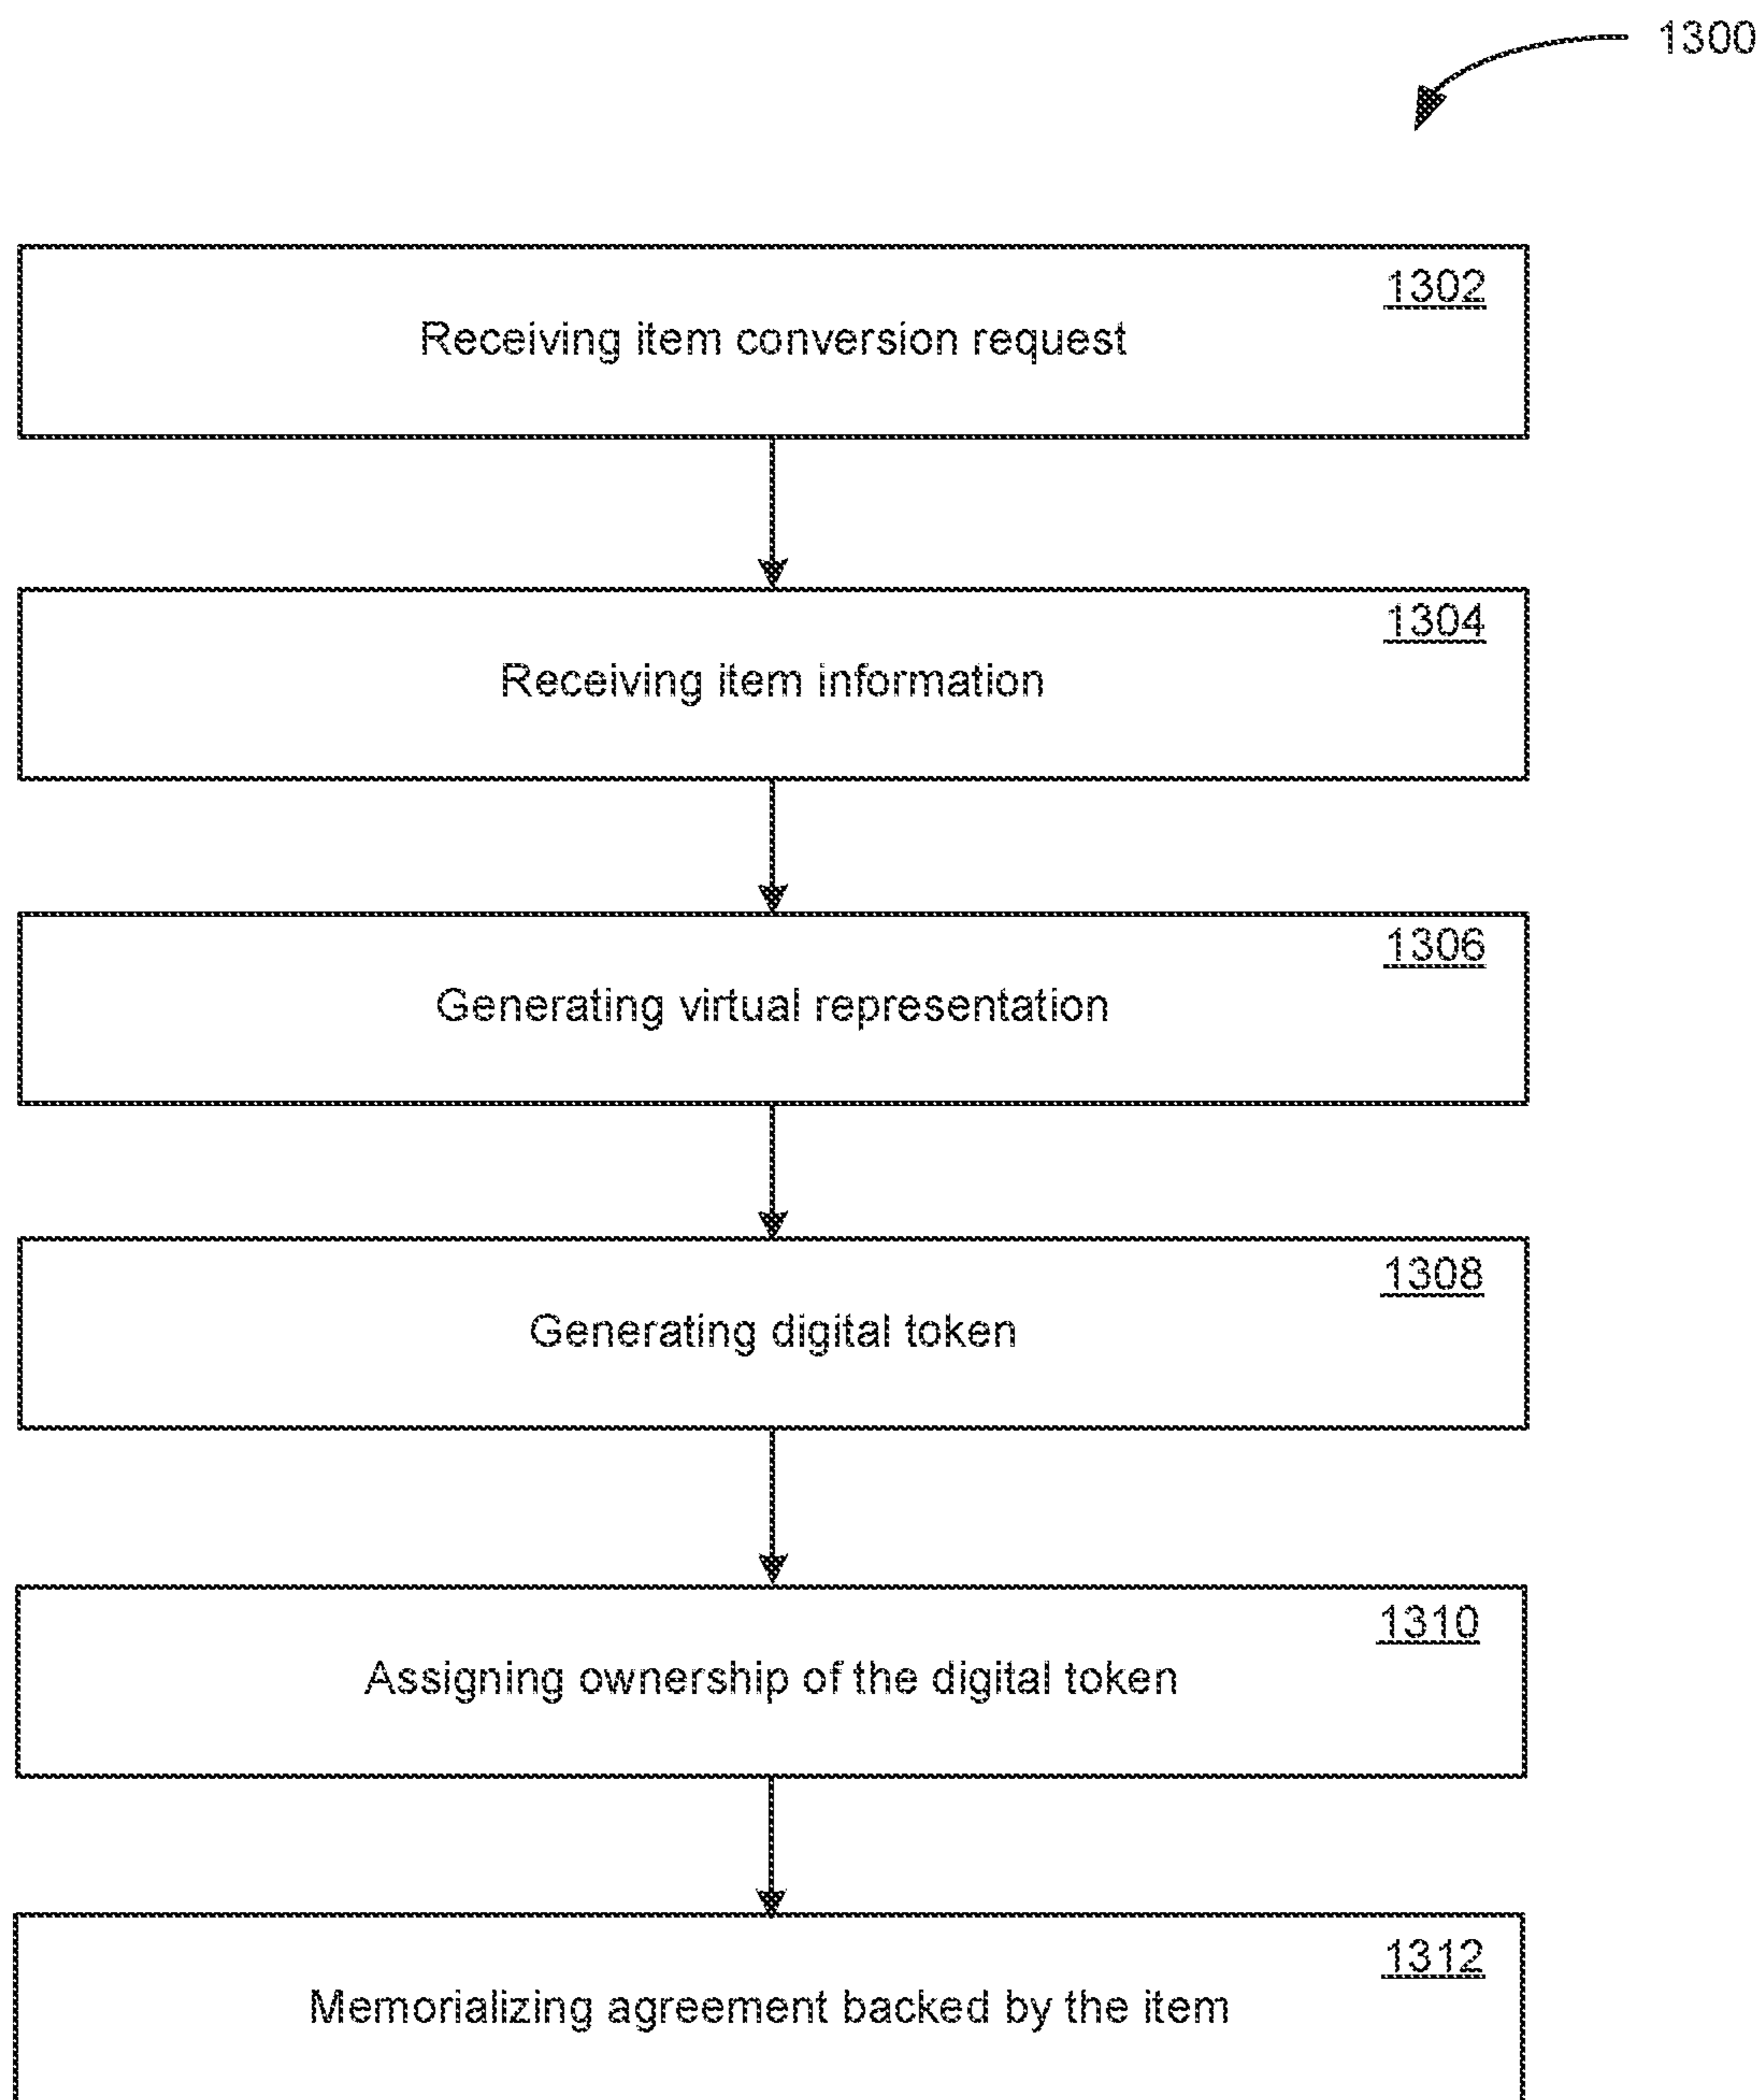 1300
1302
Receiving item conversion request
1304
Receiving item information
1306
Generating virtual representation
1308
Generating digital token
1310
Assigning ownership of the digital token
1312
Memorializing agreement backed by the item